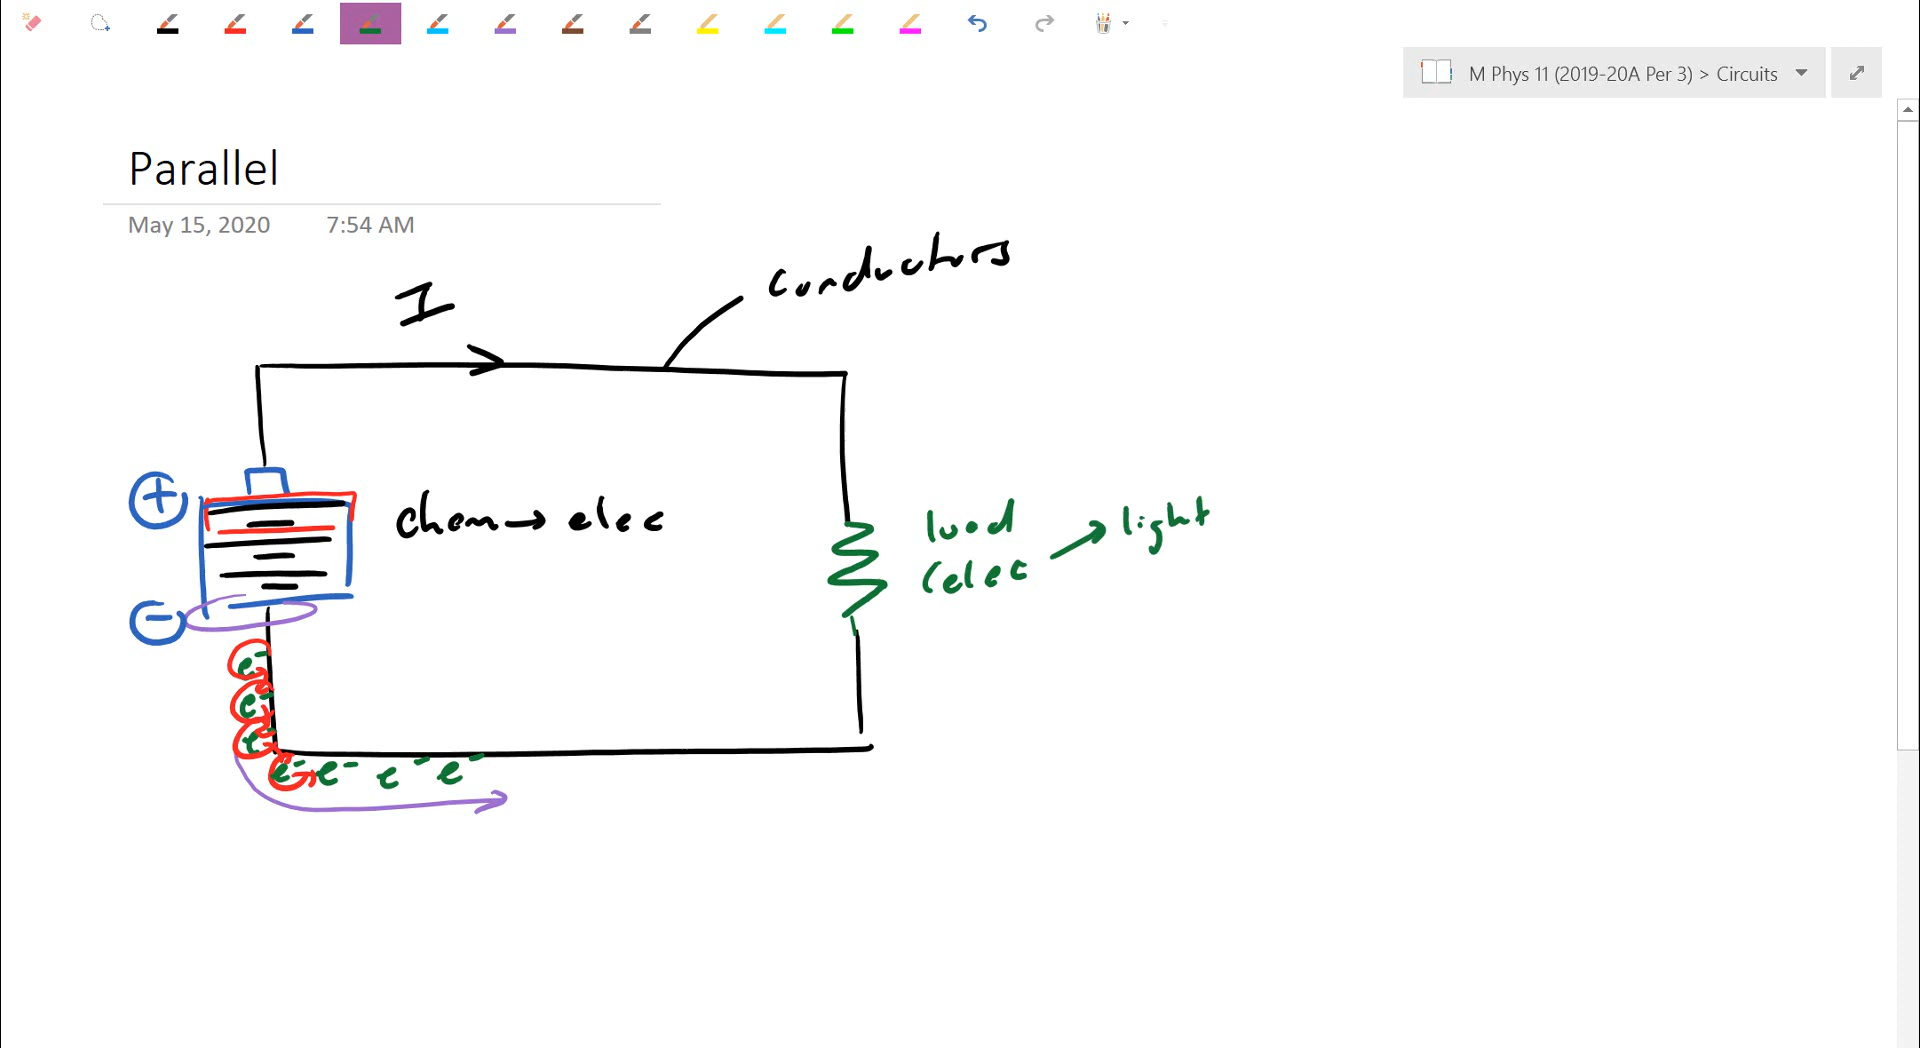 M Phys 11 (2019-20A Per 3) > Circuits
Parallel
May 15, 2020 7:54 AM
I
conductors
+
chem → elec
load
(elec → light
−
e⁻
e⁻
e⁻
e⁻ e⁻ e⁻ e⁻